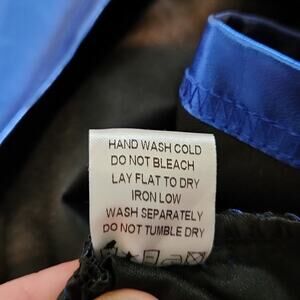 HAND WASH COLD
DO NOT BLEACH
LAY FLAT TO DRY
IRON LOW
WASH SEPARATELY
DO NOT TUMBLE DRY